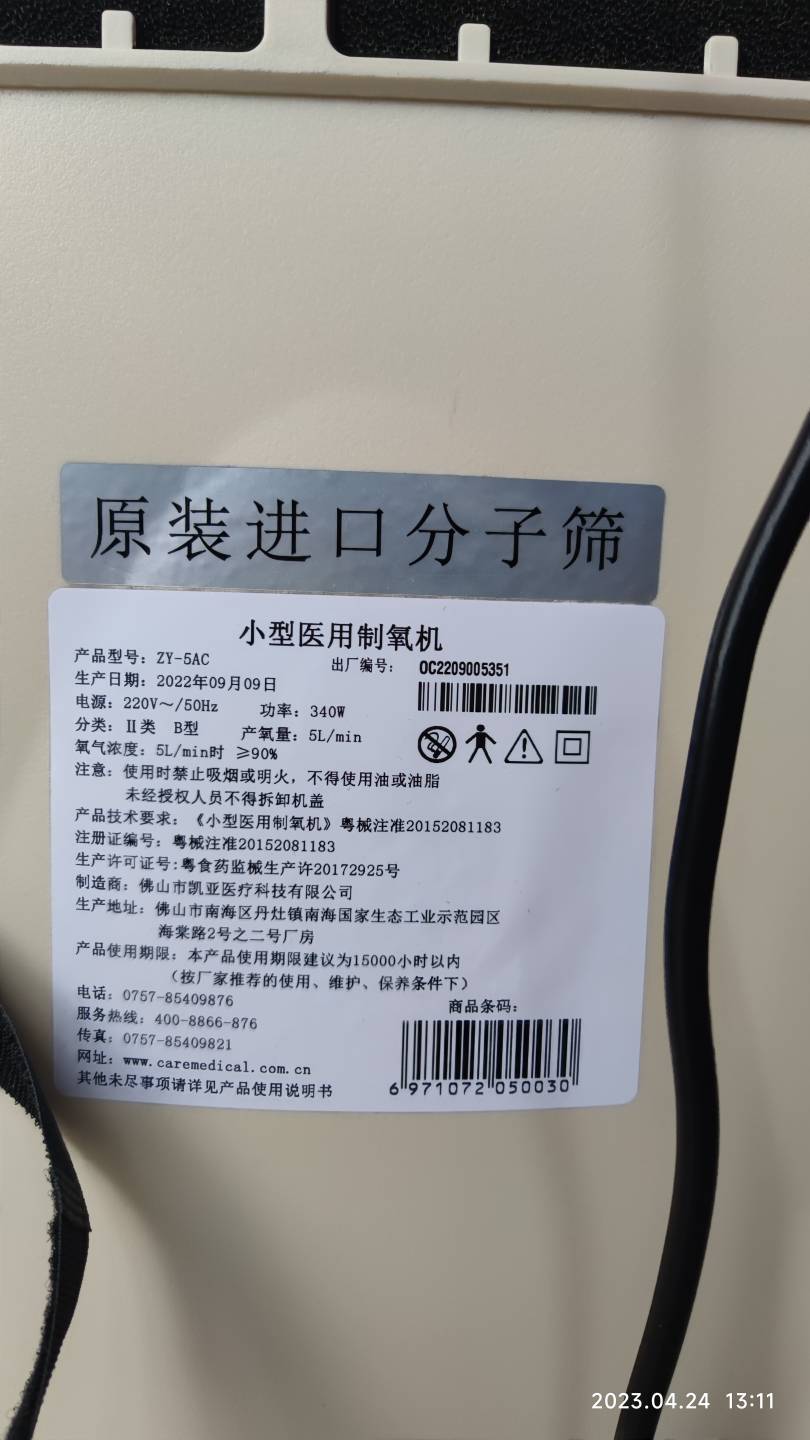 原装进口分子筛
小型医用制氧机
产品型号：ZY-5AC 出厂编号： OC2209005351
生产日期：2022年09月09日
电源：220V～/50Hz 功率：340W
分类：Ⅱ类 B型 产氧量：5L/min
氧气浓度：5L/min时 ≥90%
注意：使用时禁止吸烟或明火，不得使用油或油脂
未经授权人员不得拆卸机盖
产品技术要求：《小型医用制氧机》粤械注准20152081183
注册证编号：粤械注准20152081183
生产许可证号:粤食药监械生产许20172925号
制造商：佛山市凯亚医疗科技有限公司
生产地址：佛山市南海区丹灶镇南海国家生态工业示范园区
海棠路2号之二号厂房
产品使用期限：本产品使用期限建议为15000小时以内
（按厂家推荐的使用、维护、保养条件下）
电话：0757-85409876
服务热线：400-8866-876
传真：0757-85409821
网址：www.caremedical.com.cn
其他未尽事项请详见产品使用说明书
商品条码：
6 971072 050030
2023.04.24 13:11